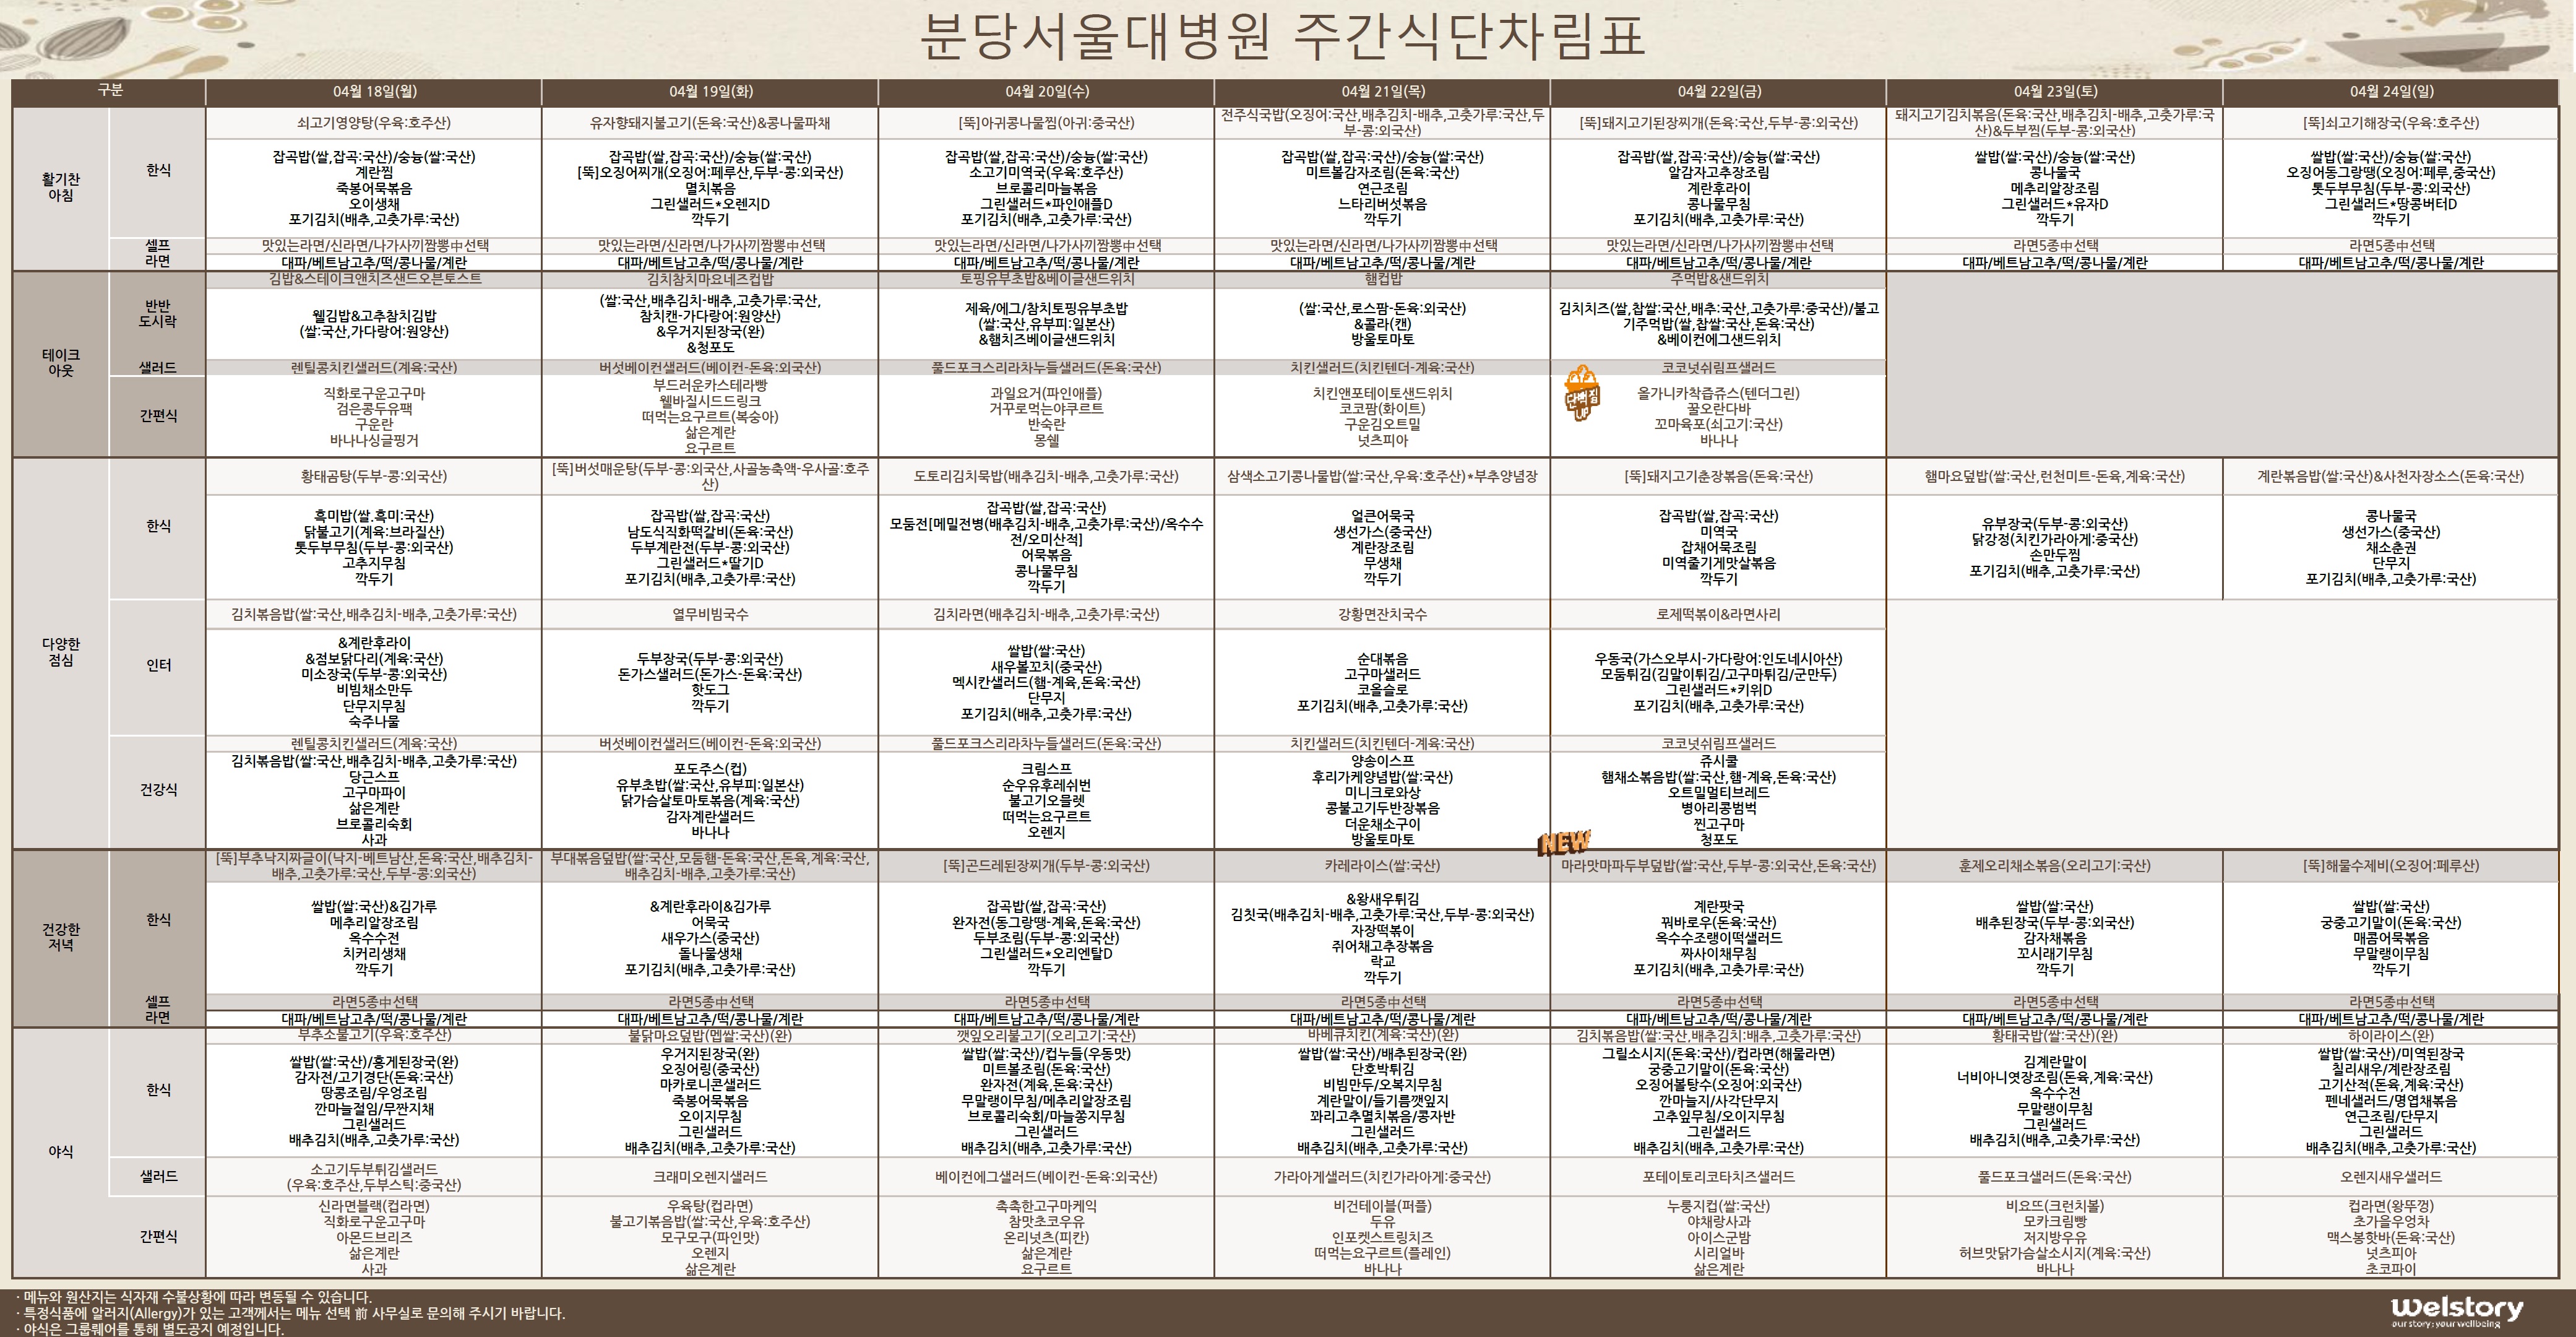 분당서울대병원 주간식단차림표
구분
04월 18일(월)
04월 19일(화)
04월 20일(수)
04월 21일(목)
04월 22일(금)
04월 23일(토)
04월 24일(일)
활기찬
아침
한식
쇠고기영양탕(우육:호주산)
유자향돼지불고기(돈육:국산)&콩나물파채
[뚝]아귀콩나물찜(아귀:중국산)
전주식국밥(오징어:국산,배추김치-배추,고춧가루:국산,두
부-콩:외국산)
[뚝]돼지고기된장찌개(돈육:국산,두부-콩:외국산)
돼지고기김치볶음(돈육:국산,배추김치-배추,고춧가루:국
산)&두부찜(두부-콩:외국산)
[뚝]쇠고기해장국(우육:호주산)
잡곡밥(쌀,잡곡:국산)/숭늉(쌀:국산)
계란찜
죽봉어묵볶음
오이생채
포기김치(배추,고춧가루:국산)
잡곡밥(쌀,잡곡:국산)/숭늉(쌀:국산)
[뚝]오징어찌개(오징어:페루산,두부-콩:외국산)
멸치볶음
그린샐러드*오렌지D
깍두기
잡곡밥(쌀,잡곡:국산)/숭늉(쌀:국산)
소고기미역국(우육:호주산)
브로콜리마늘볶음
그린샐러드*파인애플D
포기김치(배추,고춧가루:국산)
잡곡밥(쌀,잡곡:국산)/숭늉(쌀:국산)
미트볼감자조림(돈육:국산)
연근조림
느타리버섯볶음
깍두기
잡곡밥(쌀,잡곡:국산)/숭늉(쌀:국산)
알감자고추장조림
계란후라이
콩나물무침
포기김치(배추,고춧가루:국산)
쌀밥(쌀:국산)/숭늉(쌀:국산)
콩나물국
메추리알장조림
그린샐러드*유자D
깍두기
쌀밥(쌀:국산)/숭늉(쌀:국산)
오징어동그랑땡(오징어:페루,중국산)
톳두부무침(두부-콩:외국산)
그린샐러드*땅콩버터D
깍두기
셀프
라면
맛있는라면/신라면/나가사끼짬뽕中선택
맛있는라면/신라면/나가사끼짬뽕中선택
맛있는라면/신라면/나가사끼짬뽕中선택
맛있는라면/신라면/나가사끼짬뽕中선택
맛있는라면/신라면/나가사끼짬뽕中선택
라면5종中선택
라면5종中선택
대파/베트남고추/떡/콩나물/계란
대파/베트남고추/떡/콩나물/계란
대파/베트남고추/떡/콩나물/계란
대파/베트남고추/떡/콩나물/계란
대파/베트남고추/떡/콩나물/계란
대파/베트남고추/떡/콩나물/계란
대파/베트남고추/떡/콩나물/계란
테이크
아웃
반반
도시락
김밥&스테이크앤치즈샌드오븐토스트
김치참치마요네즈컵밥
토핑유부초밥&베이글샌드위치
햄컵밥
주먹밥&샌드위치
웰김밥&고추참치김밥
(쌀:국산,가다랑어:원양산)
(쌀:국산,배추김치-배추,고춧가루:국산,
참치캔-가다랑어:원양산)
&우거지된장국(완)
&청포도
제육/에그/참치토핑유부초밥
(쌀:국산,유부피:일본산)
&햄치즈베이글샌드위치
(쌀:국산,로스팜-돈육:외국산)
&콜라(캔)
방울토마토
김치치즈(쌀,찹쌀:국산,배추:국산,고춧가루:중국산)/불고
기주먹밥(쌀,찹쌀:국산,돈육:국산)
&베이컨에그샌드위치
샐러드
렌틸콩치킨샐러드(계육:국산)
버섯베이컨샐러드(베이컨-돈육:외국산)
풀드포크스리라차누들샐러드(돈육:국산)
치킨샐러드(치킨텐더-계육:국산)
코코넛쉬림프샐러드
간편식
직화로구운고구마
검은콩두유팩
구운란
바나나싱글핑거
부드러운카스테라빵
웰바질시드드링크
떠먹는요구르트(복숭아)
삶은계란
요구르트
과일요거(파인애플)
거꾸로먹는야쿠르트
반숙란
몽쉘
치킨앤포테이토샌드위치
코코팜(화이트)
구운김오트밀
넛츠피아
단백질
UP
올가니카착즙쥬스(텐더그린)
꿀오란다바
꼬마육포(쇠고기:국산)
바나나
다양한
점심
한식
황태곰탕(두부-콩:외국산)
[뚝]버섯매운탕(두부-콩:외국산,사골농축액-우사골:호주
산)
도토리김치묵밥(배추김치-배추,고춧가루:국산)
삼색소고기콩나물밥(쌀:국산,우육:호주산)*부추양념장
[뚝]돼지고기춘장볶음(돈육:국산)
햄마요덮밥(쌀:국산,런천미트-돈육,계육:국산)
계란볶음밥(쌀:국산)&사천자장소스(돈육:국산)
흑미밥(쌀.흑미:국산)
닭불고기(계육:브라질산)
톳두부무침(두부-콩:외국산)
고추지무침
깍두기
잡곡밥(쌀,잡곡:국산)
남도식직화떡갈비(돈육:국산)
두부계란전(두부-콩:외국산)
그린샐러드*딸기D
포기김치(배추,고춧가루:국산)
잡곡밥(쌀,잡곡:국산)
모둠전[메밀전병(배추김치-배추,고춧가루:국산)/옥수수
전/오미산적]
어묵볶음
콩나물무침
깍두기
얼큰어묵국
생선가스(중국산)
계란장조림
무생채
깍두기
잡곡밥(쌀,잡곡:국산)
미역국
잡채어묵조림
미역줄기게맛살볶음
깍두기
유부장국(두부-콩:외국산)
닭강정(치킨가라아게:중국산)
손만두찜
포기김치(배추,고춧가루:국산)
콩나물국
생선가스(중국산)
채소춘권
단무지
포기김치(배추,고춧가루:국산)
인터
김치볶음밥(쌀:국산,배추김치-배추,고춧가루:국산)
열무비빔국수
김치라면(배추김치-배추,고춧가루:국산)
강황면잔치국수
로제떡볶이&라면사리
&계란후라이
&점보닭다리(계육:국산)
미소장국(두부-콩:외국산)
비빔채소만두
단무지무침
숙주나물
두부장국(두부-콩:외국산)
돈가스샐러드(돈가스-돈육:국산)
핫도그
깍두기
쌀밥(쌀:국산)
새우볼꼬치(중국산)
멕시칸샐러드(햄-계육,돈육:국산)
단무지
포기김치(배추,고춧가루:국산)
순대볶음
고구마샐러드
코울슬로
포기김치(배추,고춧가루:국산)
우동국(가스오부시-가다랑어:인도네시아산)
모둠튀김(김말이튀김/고구마튀김/군만두)
그린샐러드*키위D
포기김치(배추,고춧가루:국산)
건강식
렌틸콩치킨샐러드(계육:국산)
버섯베이컨샐러드(베이컨-돈육:외국산)
풀드포크스리라차누들샐러드(돈육:국산)
치킨샐러드(치킨텐더-계육:국산)
코코넛쉬림프샐러드
김치볶음밥(쌀:국산,배추김치-배추,고춧가루:국산)
당근스프
고구마파이
삶은계란
브로콜리숙회
사과
포도주스(컵)
유부초밥(쌀:국산,유부피:일본산)
닭가슴살토마토볶음(계육:국산)
감자계란샐러드
바나나
크림스프
순우유후레쉬번
불고기오믈렛
떠먹는요구르트
오렌지
양송이스프
후리가케양념밥(쌀:국산)
미니크로와상
콩불고기두반장볶음
더운채소구이
방울토마토
쥬시쿨
햄채소볶음밥(쌀:국산,햄-계육,돈육:국산)
오트밀멀티브레드
병아리콩범벅
찐고구마
청포도
건강한
저녁
한식
[뚝]부추낙지짜글이(낙지-베트남산,돈육:국산,배추김치-
배추,고춧가루:국산,두부-콩:외국산)
부대볶음덮밥(쌀:국산,모둠햄-돈육:국산,돈육,계육:국산,
배추김치-배추,고춧가루:국산)
[뚝]곤드레된장찌개(두부-콩:외국산)
카레라이스(쌀:국산)
NEW
마라맛마파두부덮밥(쌀:국산,두부-콩:외국산,돈육:국산)
훈제오리채소볶음(오리고기:국산)
[뚝]해물수제비(오징어:페루산)
쌀밥(쌀:국산)&김가루
메추리알장조림
옥수수전
치커리생채
깍두기
&계란후라이&김가루
어묵국
새우가스(중국산)
돌나물생채
포기김치(배추,고춧가루:국산)
잡곡밥(쌀,잡곡:국산)
완자전(동그랑땡-계육,돈육:국산)
두부조림(두부-콩:외국산)
그린샐러드*오리엔탈D
깍두기
&왕새우튀김
김칫국(배추김치-배추,고춧가루:국산,두부-콩:외국산)
자장떡볶이
쥐어채고추장볶음
락교
깍두기
계란팟국
꿔바로우(돈육:국산)
옥수수조랭이떡샐러드
짜사이채무침
포기김치(배추,고춧가루:국산)
쌀밥(쌀:국산)
배추된장국(두부-콩:외국산)
감자채볶음
꼬시래기무침
깍두기
쌀밥(쌀:국산)
궁중고기말이(돈육:국산)
매콤어묵볶음
무말랭이무침
깍두기
셀프
라면
라면5종中선택
라면5종中선택
라면5종中선택
라면5종中선택
라면5종中선택
라면5종中선택
라면5종中선택
대파/베트남고추/떡/콩나물/계란
대파/베트남고추/떡/콩나물/계란
대파/베트남고추/떡/콩나물/계란
대파/베트남고추/떡/콩나물/계란
대파/베트남고추/떡/콩나물/계란
대파/베트남고추/떡/콩나물/계란
대파/베트남고추/떡/콩나물/계란
야식
한식
부추소불고기(우육:호주산)
불닭마요덮밥(멥쌀:국산)(완)
깻잎오리불고기(오리고기:국산)
바베큐치킨(계육:국산)(완)
김치볶음밥(쌀:국산,배추김치:배추,고춧가루:국산)
황태국밥(쌀:국산)(완)
하이라이스(완)
쌀밥(쌀:국산)/홍게된장국(완)
감자전/고기경단(돈육:국산)
땅콩조림/우엉조림
깐마늘절임/무짠지채
그린샐러드
배추김치(배추,고춧가루:국산)
우거지된장국(완)
오징어링(중국산)
마카로니콘샐러드
죽봉어묵볶음
오이지무침
그린샐러드
배추김치(배추,고춧가루:국산)
쌀밥(쌀:국산)/컵누들(우동맛)
미트볼조림(돈육:국산)
완자전(계육,돈육:국산)
무말랭이무침/메추리알장조림
브로콜리숙회/마늘쫑지무침
그린샐러드
배추김치(배추,고춧가루:국산)
쌀밥(쌀:국산)/배추된장국(완)
단호박튀김
비빔만두/오복지무침
계란말이/들기름깻잎지
꽈리고추멸치볶음/콩자반
그린샐러드
배추김치(배추,고춧가루:국산)
그릴소시지(돈육:국산)/컵라면(해물라면)
궁중고기말이(돈육:국산)
오징어볼탕수(오징어:외국산)
깐마늘지/사각단무지
고추잎무침/오이지무침
그린샐러드
배추김치(배추,고춧가루:국산)
김계란말이
너비아니엿장조림(돈육,계육:국산)
옥수수전
무말랭이무침
그린샐러드
배추김치(배추,고춧가루:국산)
쌀밥(쌀:국산)/미역된장국
칠리새우/계란장조림
고기산적(돈육,계육:국산)
펜네샐러드/명엽채볶음
연근조림/단무지
그린샐러드
배추김치(배추,고춧가루:국산)
샐러드
소고기두부튀김샐러드
(우육:호주산,두부스틱:중국산)
크래미오렌지샐러드
베이컨에그샐러드(베이컨-돈육:외국산)
가라아게샐러드(치킨가라아게:중국산)
포테이토리코타치즈샐러드
풀드포크샐러드(돈육:국산)
오렌지새우샐러드
간편식
신라면블랙(컵라면)
직화로구운고구마
아몬드브리즈
삶은계란
사과
우육탕(컵라면)
불고기볶음밥(쌀:국산,우육:호주산)
모구모구(파인맛)
오렌지
삶은계란
촉촉한고구마케익
참맛초코우유
온리넛츠(피칸)
삶은계란
요구르트
비건테이블(퍼플)
두유
인포켓스트링치즈
떠먹는요구르트(플레인)
바나나
누룽지컵(쌀:국산)
야채랑사과
아이스군밤
시리얼바
삶은계란
비요뜨(크런치볼)
모카크림빵
저지방우유
허브맛닭가슴살소시지(계육:국산)
바나나
컵라면(왕뚜껑)
초가을우엉차
맥스봉핫바(돈육:국산)
넛츠피아
초코파이
· 메뉴와 원산지는 식자재 수불상황에 따라 변동될 수 있습니다.
· 특정식품에 알러지(Allergy)가 있는 고객께서는 메뉴 선택 前 사무실로 문의해 주시기 바랍니다.
· 야식은 그룹웨어를 통해 별도공지 예정입니다.
welstory
our story:your wellbeing